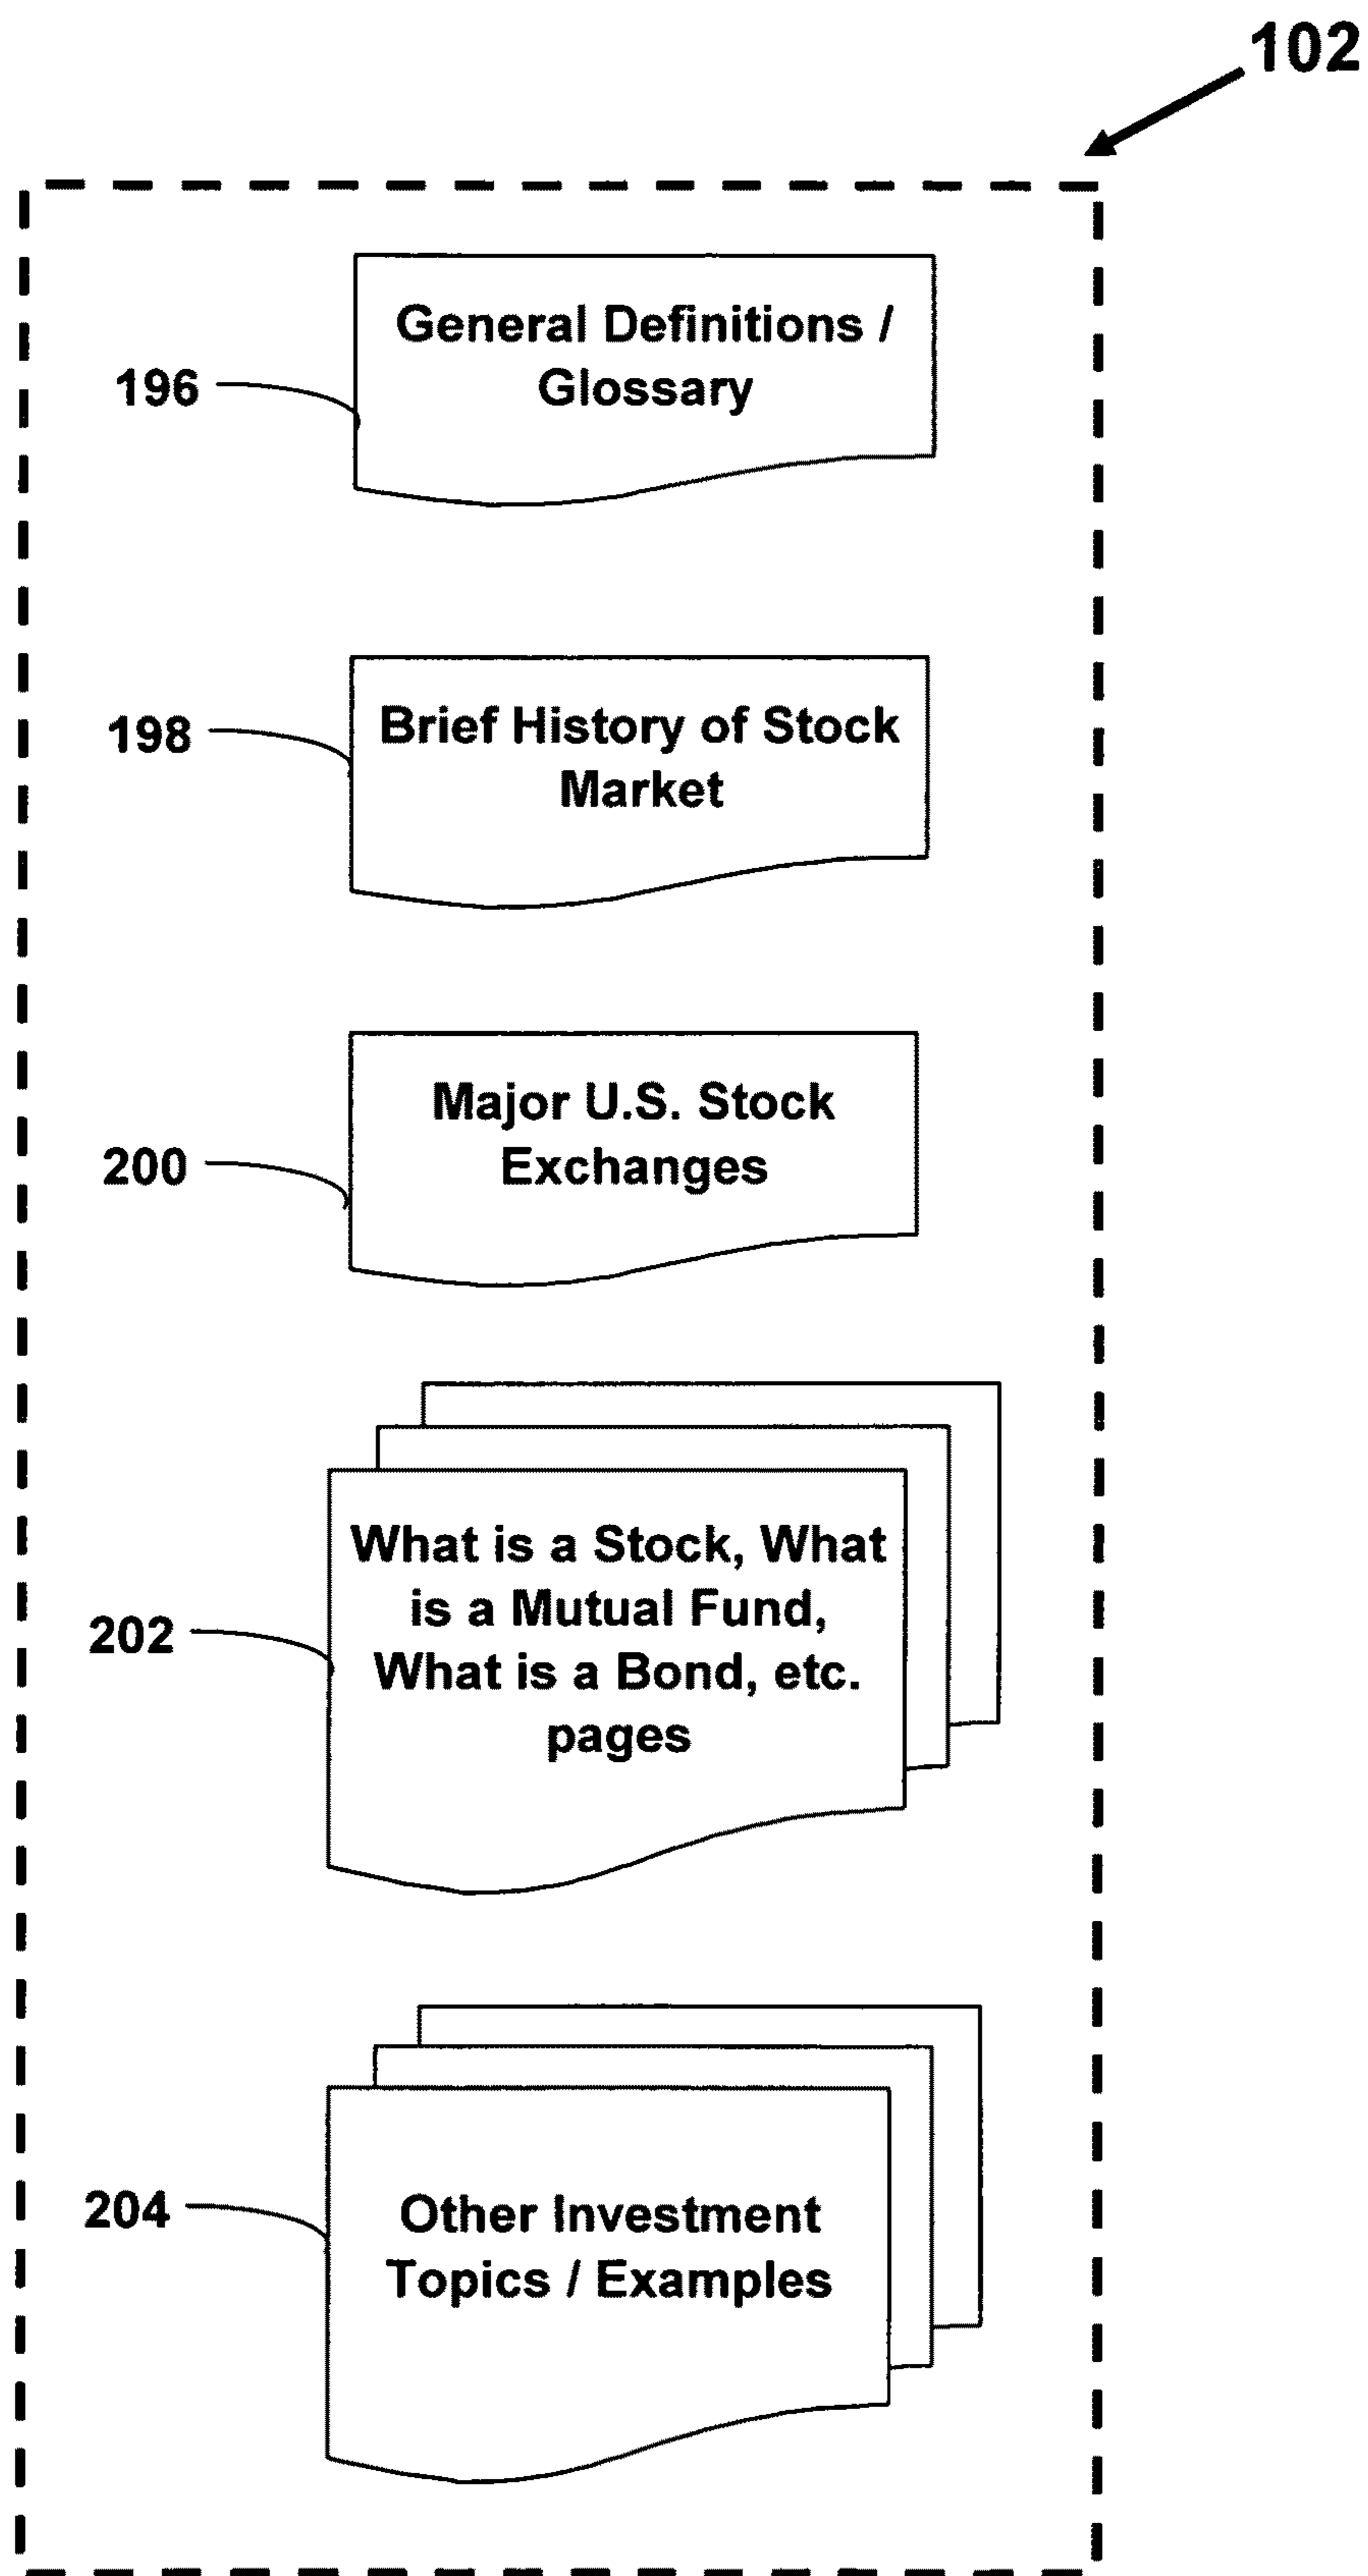 102
General Definitions /
Glossary
196
Brief History of Stock
Market
198
Major U.S. Stock
Exchanges
200
What is a Stock, What
is a Mutual Fund,
What is a Bond, etc.
pages
202
Other Investment
Topics / Examples
204